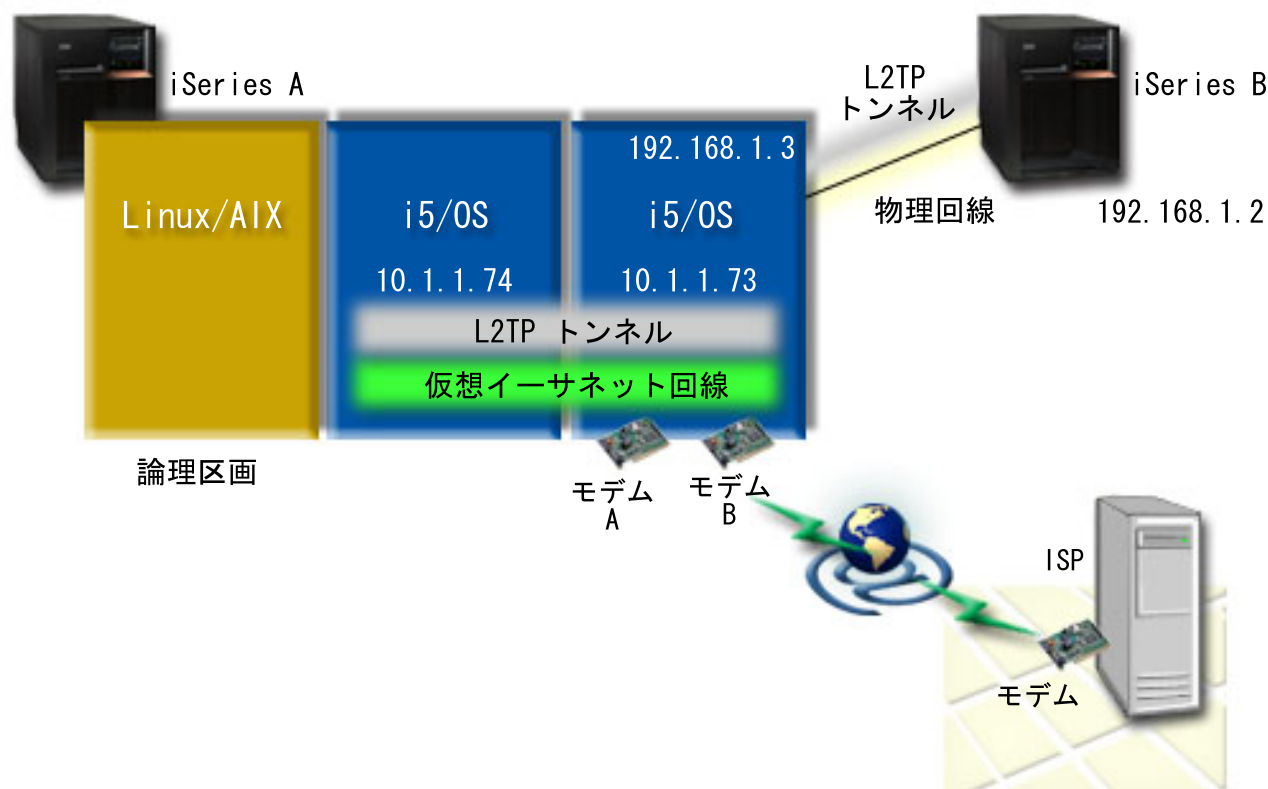 iSeries A
L2TP
トンネル
iSeries B
192.168.1.3
Linux/AIX
i5/OS
i5/OS
物理回線
192.168.1.2
10.1.1.74
10.1.1.73
L2TP トンネル
仮想イーサネット回線
論理区画
モデム
A
モデム
B
ISP
モデム